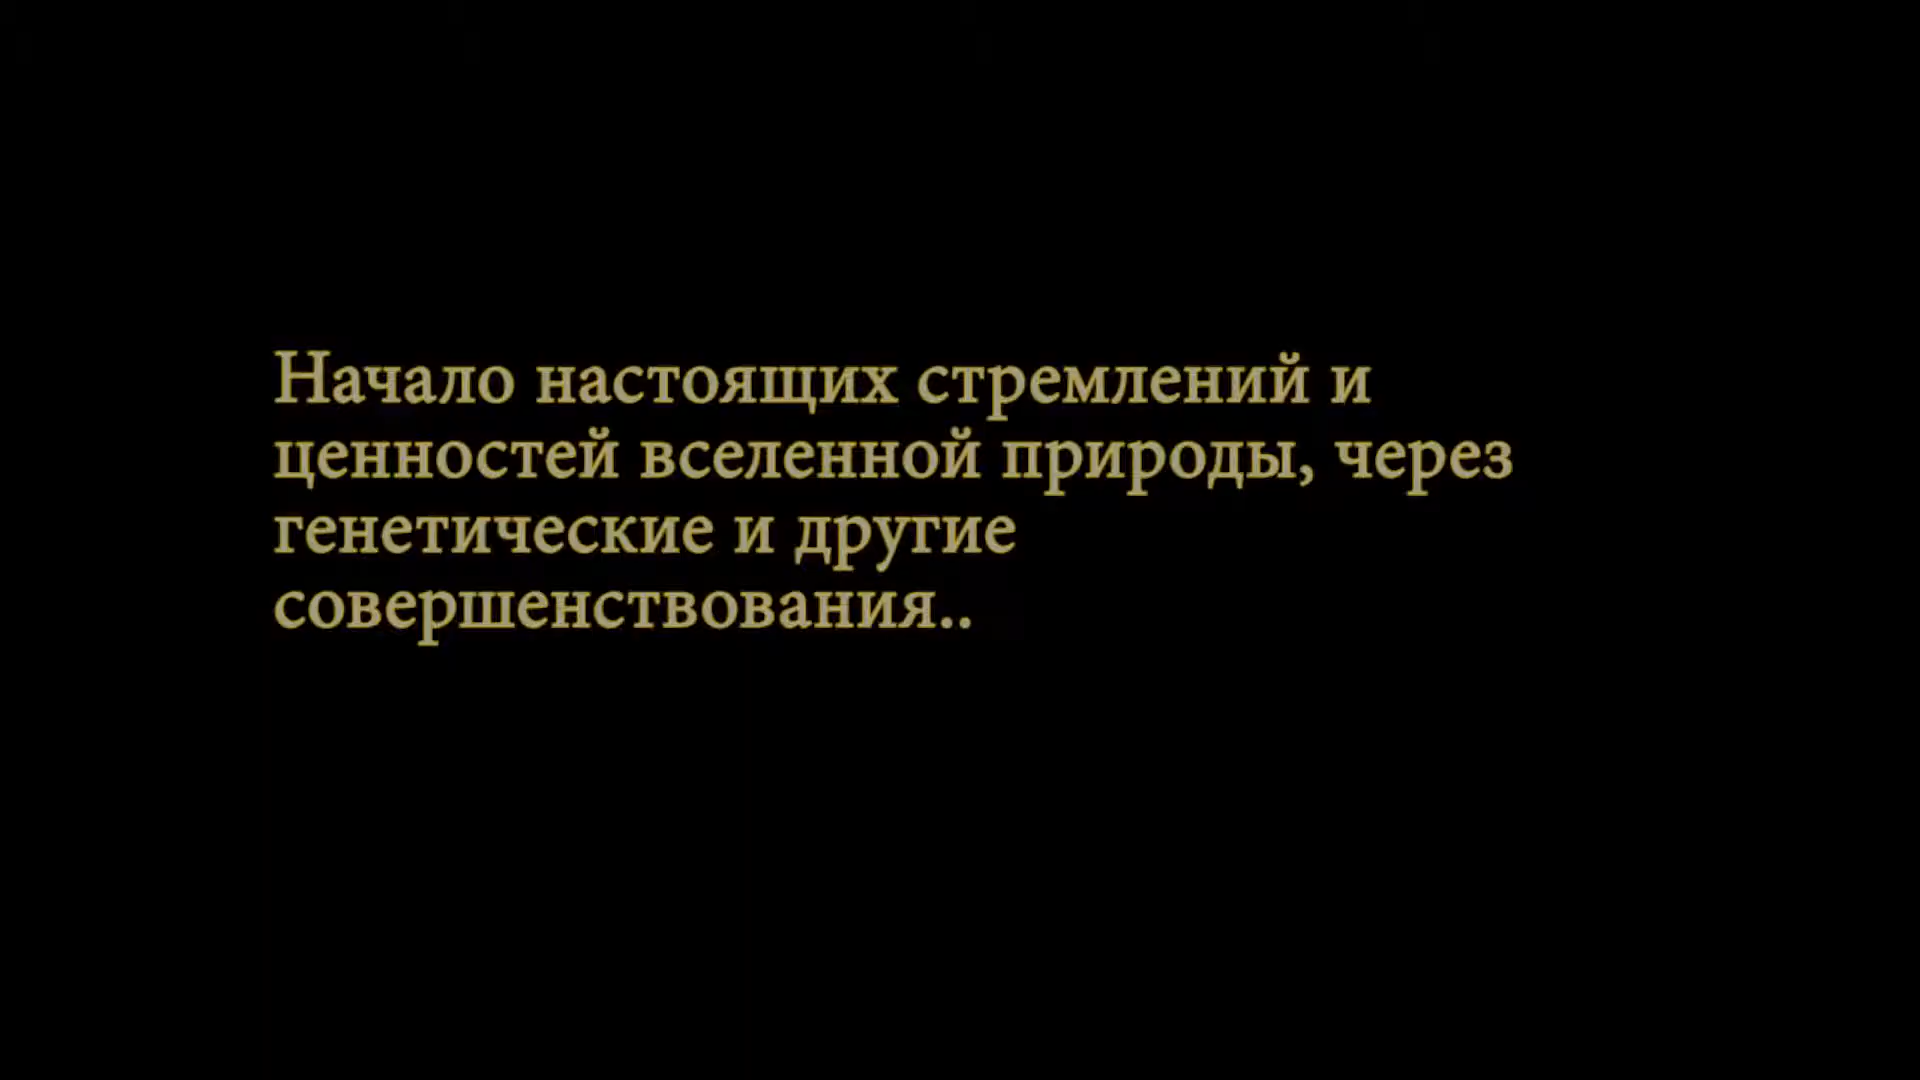 Начало настоящих стремлений и
ценностей вселенной природы, через
генетические и другие
совершенствования..